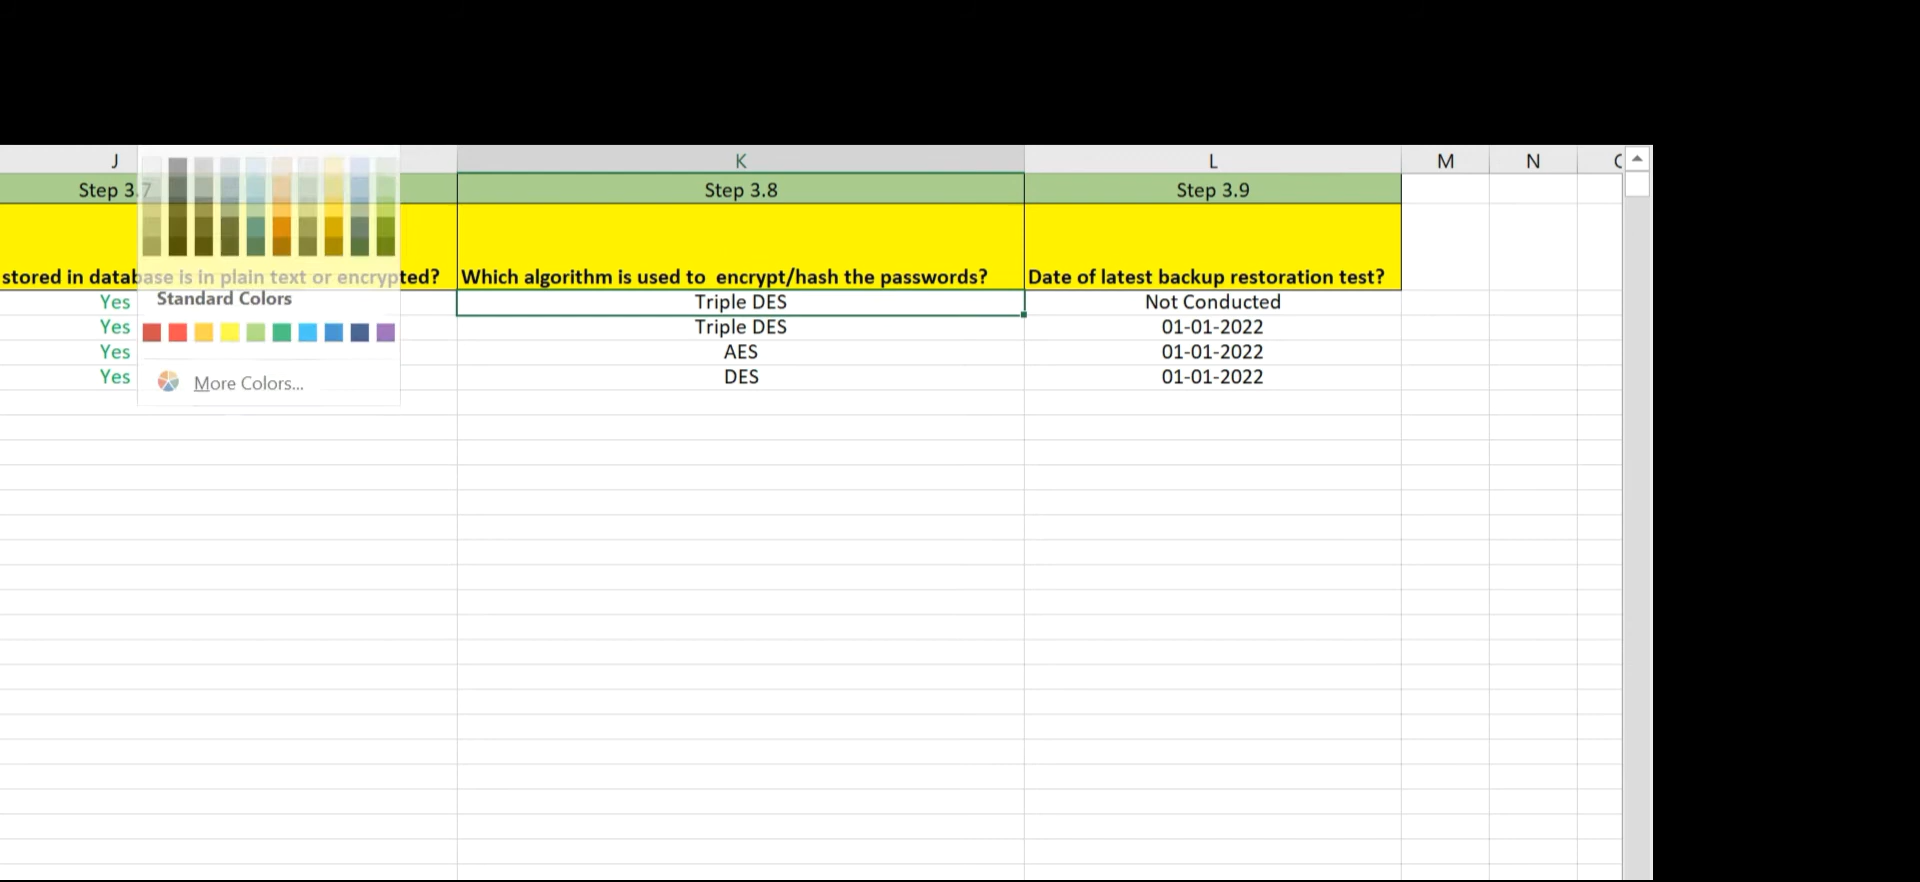 J K L M N
Step 3.7 Step 3.8 Step 3.9
stored in database is in plain text or encrypted? Which algorithm is used to  encrypt/hash the passwords? Date of latest backup restoration test?
Yes Standard Colors Triple DES Not Conducted
Yes Triple DES 01-01-2022
Yes AES 01-01-2022
Yes More Colors... DES 01-01-2022